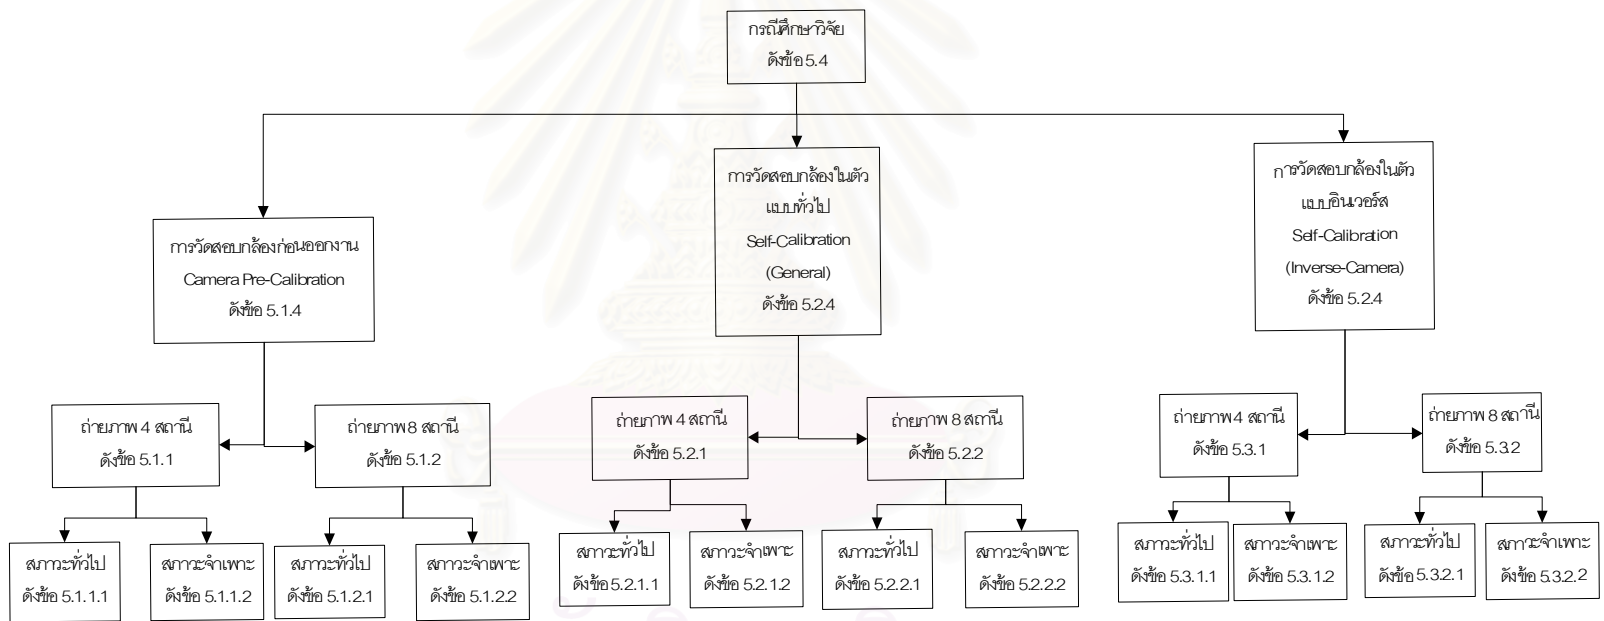 กรณีศึกษาวิจัย
ดังข้อ 5.4
การวัดสอบกล้องก่อนออกงาน
Camera Pre-Calibration
ดังข้อ 5.1.4
การวัดสอบกล้องในตัว
แบบทั่วไป
Self-Calibration
(General)
ดังข้อ 5.2.4
การวัดสอบกล้องในตัว
แบบอินเวอร์ส
Self-Calibration
(Inverse-Camera)
ดังข้อ 5.2.4
ถ่ายภาพ 4 สถานี
ดังข้อ 5.1.1
ถ่ายภาพ 8 สถานี
ดังข้อ 5.1.2
ถ่ายภาพ 4 สถานี
ดังข้อ 5.2.1
ถ่ายภาพ 8 สถานี
ดังข้อ 5.2.2
ถ่ายภาพ 4 สถานี
ดังข้อ 5.3.1
ถ่ายภาพ 8 สถานี
ดังข้อ 5.3.2
สภาวะทั่วไป
ดังข้อ 5.1.1.1
สภาวะจำเพาะ
ดังข้อ 5.1.1.2
สภาวะทั่วไป
ดังข้อ 5.1.2.1
สภาวะจำเพาะ
ดังข้อ 5.1.2.2
สภาวะทั่วไป
ดังข้อ 5.2.1.1
สภาวะจำเพาะ
ดังข้อ 5.2.1.2
สภาวะทั่วไป
ดังข้อ 5.2.2.1
สภาวะจำเพาะ
ดังข้อ 5.2.2.2
สภาวะทั่วไป
ดังข้อ 5.3.1.1
สภาวะจำเพาะ
ดังข้อ 5.3.1.2
สภาวะทั่วไป
ดังข้อ 5.3.2.1
สภาวะจำเพาะ
ดังข้อ 5.3.2.2